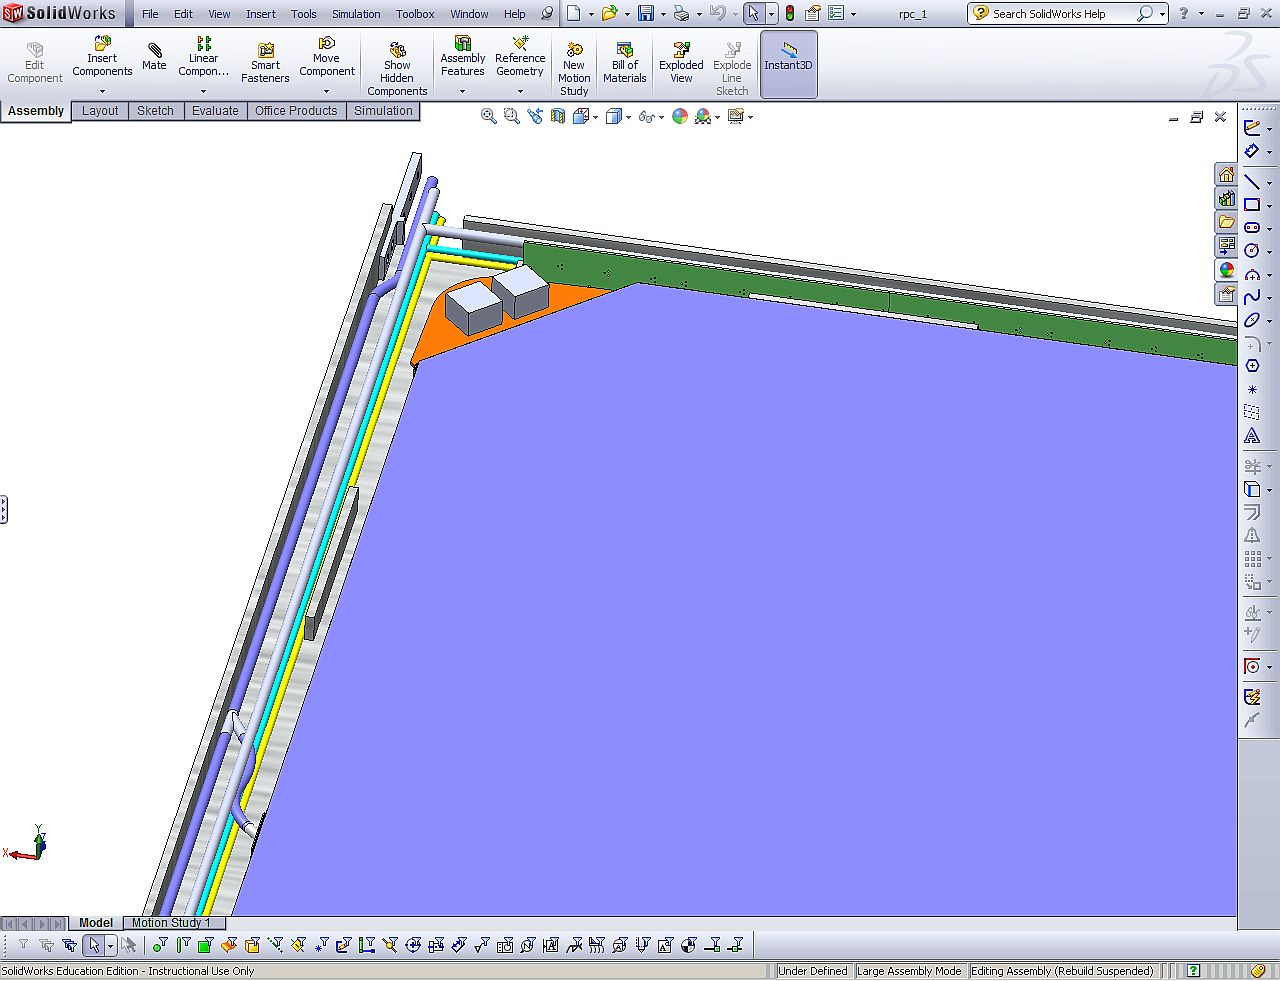 SW SolidWorks File Edit View Insert Tools Simulation Toolbox Window Help rpc_1 Search SolidWorks Help ?
Edit Component
Insert Components
Mate
Linear Compon...
Smart Fasteners
Move Component
Show Hidden Components
Assembly Features
Reference Geometry
New Motion Study
Bill of Materials
Exploded View
Explode Line Sketch
Instant3D
Assembly Layout Sketch Evaluate Office Products Simulation
Y
Z
X
Model Motion Study 1
SolidWorks Education Edition - Instructional Use Only Under Defined Large Assembly Mode Editing Assembly (Rebuild Suspended) ?